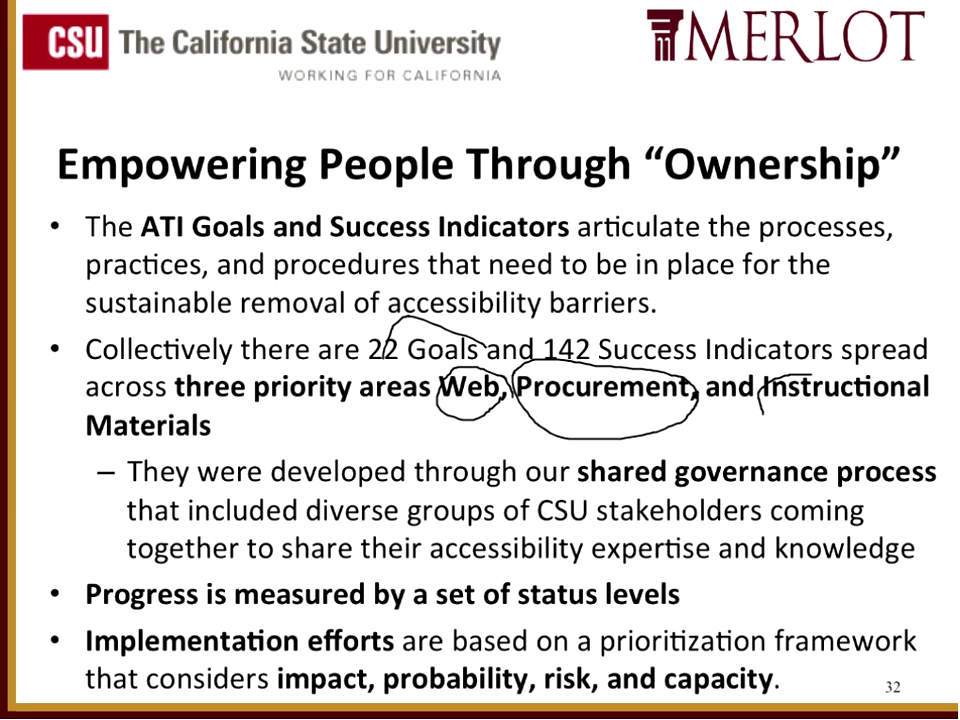 CSU The California State University
WORKING FOR CALIFORNIA
MERLOT
Empowering People Through “Ownership”
• The ATI Goals and Success Indicators articulate the processes,
practices, and procedures that need to be in place for the
sustainable removal of accessibility barriers.
• Collectively there are 22 Goals and 142 Success Indicators spread
across three priority areas Web, Procurement, and Instructional
Materials
– They were developed through our shared governance process
that included diverse groups of CSU stakeholders coming
together to share their accessibility expertise and knowledge
• Progress is measured by a set of status levels
• Implementation efforts are based on a prioritization framework
that considers impact, probability, risk, and capacity.
32